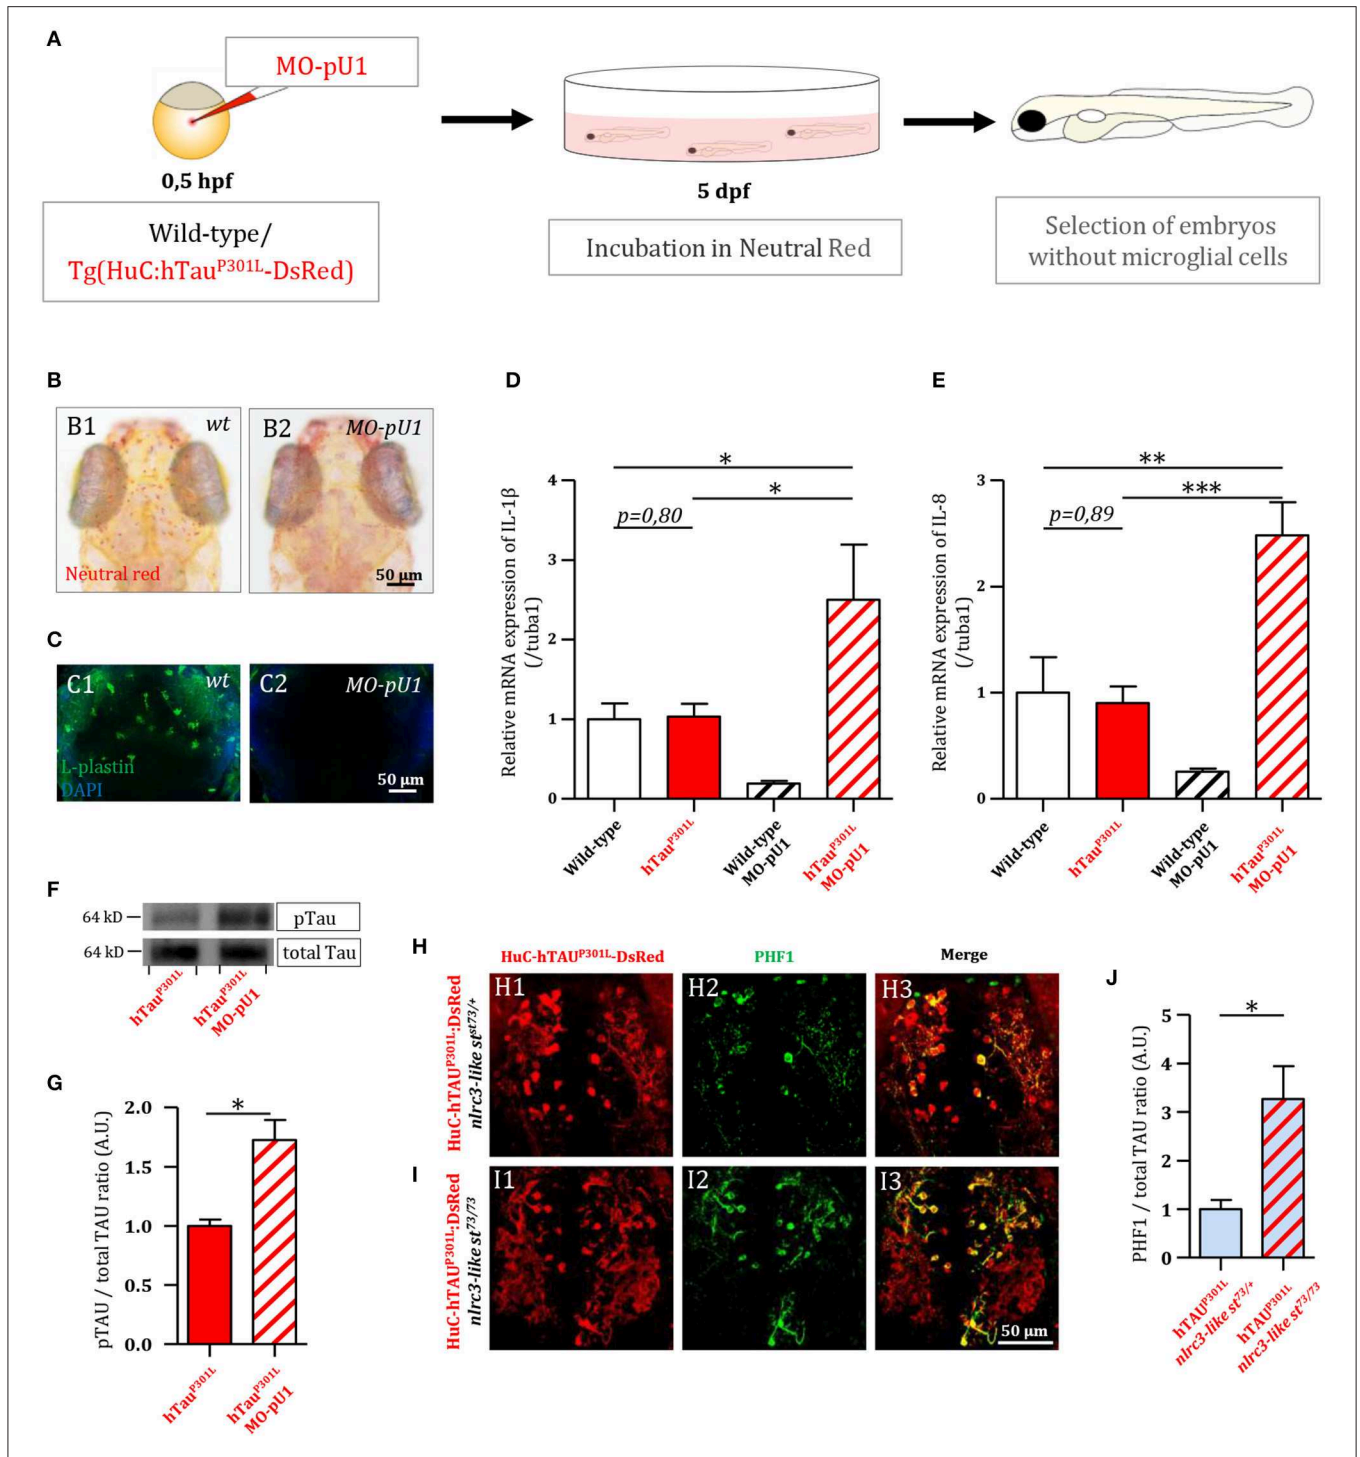 A
MO-pU1
0,5 hpf
Wild-type/
Tg(HuC:hTauP301L-DsRed)
5 dpf
Incubation in Neutral Red
Selection of embryos
without microglial cells
B
B1
wt
Neutral red
B2
MO-pU1
50 µm
C
C1
wt
L-plastin
DAPI
C2
MO-pU1
50 µm
D
Relative mRNA expression of IL-1β
(/tuba1)
4
3
2
1
0
*
*
p=0,80
Wild-type
hTauP301L
Wild-type
MO-pU1
hTauP301L
MO-pU1
E
Relative mRNA expression of IL-8
(/tuba1)
3
2
1
0
**
***
p=0,89
Wild-type
hTauP301L
Wild-type
MO-pU1
hTauP301L
MO-pU1
F
64 kD
pTau
64 kD
total Tau
hTauP301L
hTauP301L
MO-pU1
G
pTAU / total TAU ratio (A.U.)
2.0
1.5
1.0
0.5
0.0
*
hTauP301L
hTauP301L
MO-pU1
H
HuC-hTAUP301L-DsRed
PHF1
Merge
HuC-hTAUP301L:DsRed
nlrc3-like stst73/+
H1
H2
H3
I
HuC-hTAUP301L:DsRed
nlrc3-like st73/73
I1
I2
I3
50 µm
J
PHF1 / total TAU ratio (A.U.)
5
4
3
2
1
0
*
hTAUP301L
nlrc3-like st73/+
hTAUP301L
nlrc3-like st73/73